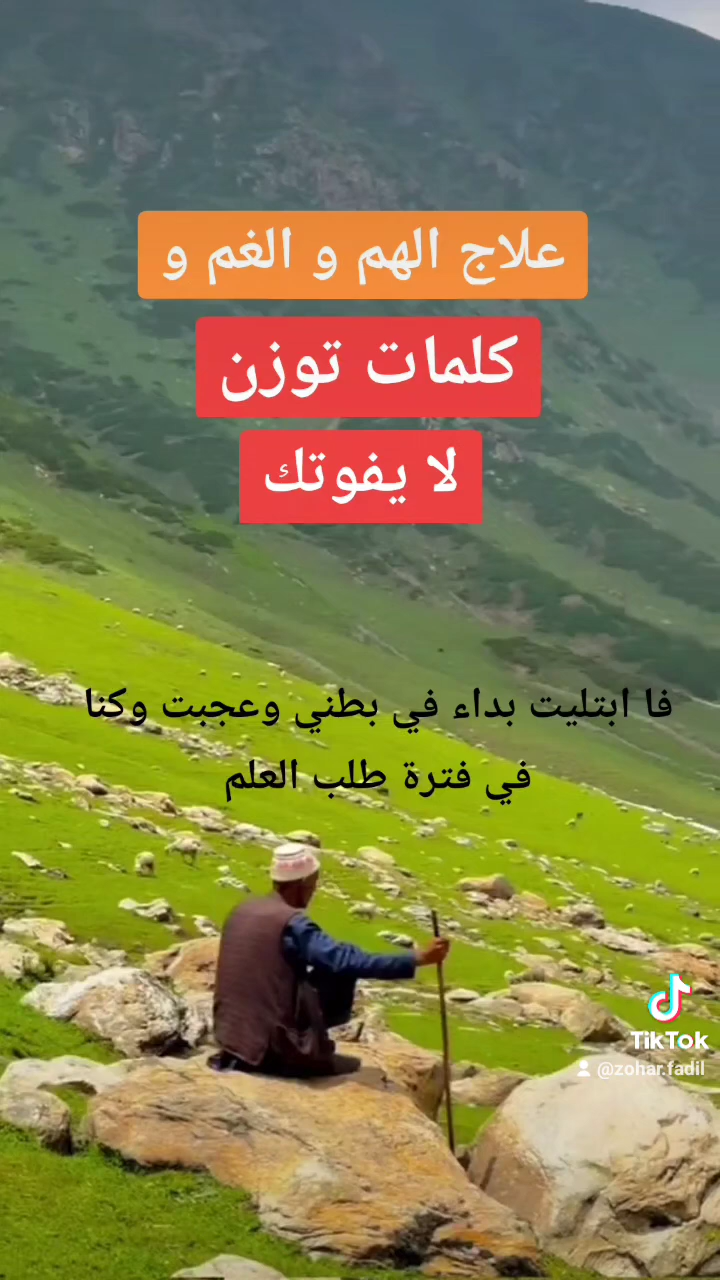 علاج الهم و الغم و
كلمات توزن
لا يفوتك
فا ابتليت بداء في بطني وعجبت وكنا
في فترة طلب العلم
TikTok
@zohar.fadil